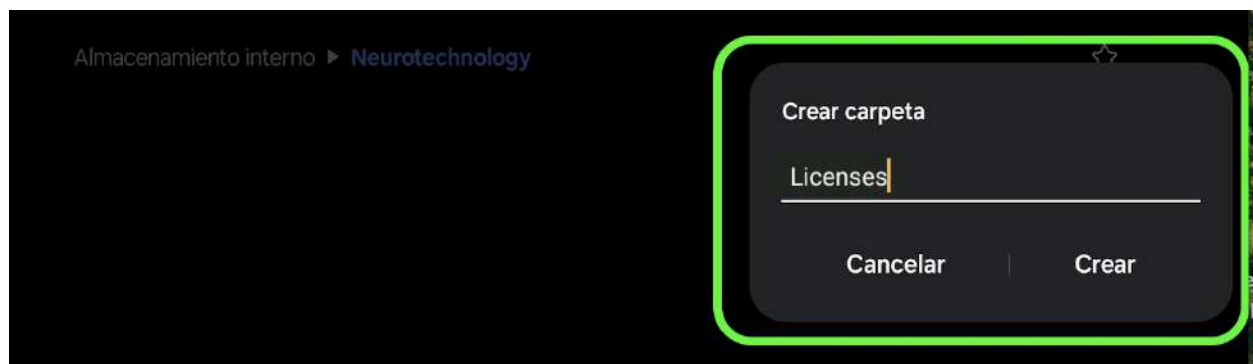 Almacenamiento interno ▶ Neurotechnology
Crear carpeta
Licenses
Cancelar
Crear